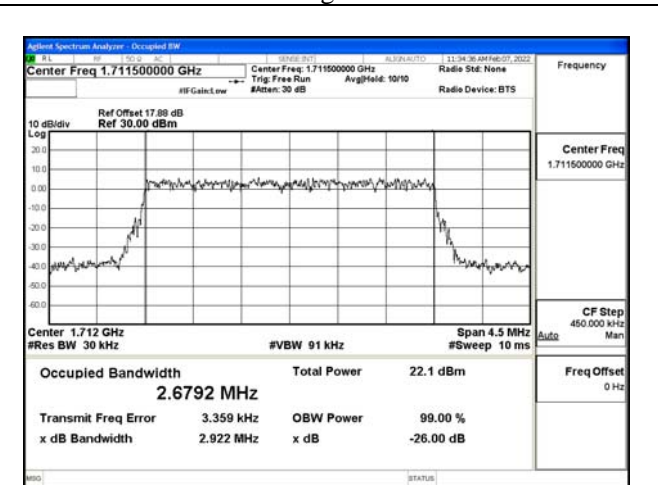 Agilent Spectrum Analyzer - Occupied BW
RL RF 50 Ω AC SENSE:INT ALIGN AUTO 11:34:36 AM Feb 07, 2022
Center Freq 1.711500000 GHz
Center Freq: 1.711500000 GHz Radio Std: None
Trig: Free Run Avg|Hold: 10/10
#IFGain:Low #Atten: 30 dB Radio Device: BTS
Frequency
Ref Offset 17.88 dB
10 dB/div Ref 30.00 dBm
Log
20.0
10.0
0.00
-10.0
-20.0
-30.0
-40.0
-50.0
-60.0
Center 1.712 GHz Span 4.5 MHz
#Res BW 30 kHz #VBW 91 kHz #Sweep 10 ms
Center Freq
1.711500000 GHz
CF Step
450.000 kHz
Auto Man
Occupied Bandwidth Total Power 22.1 dBm
2.6792 MHz
Transmit Freq Error 3.359 kHz OBW Power 99.00 %
x dB Bandwidth 2.922 MHz x dB -26.00 dB
Freq Offset
0 Hz
MSG STATUS